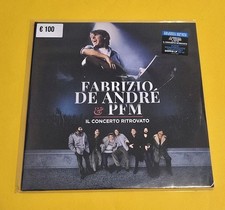 € 100
FABRIZIO
DE ANDRÉ
& PFM
IL CONCERTO RITROVATO